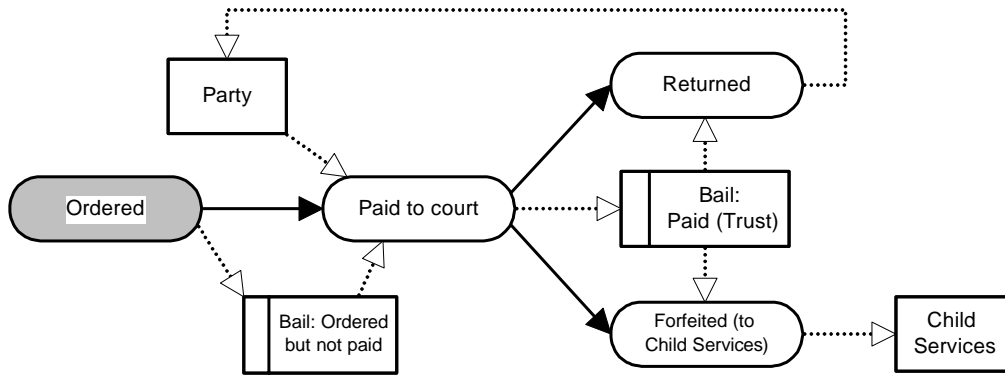 Party
Returned
Ordered
Paid to court
Bail:
Paid (Trust)
Bail: Ordered
but not paid
Forfeited (to
Child Services)
Child
Services